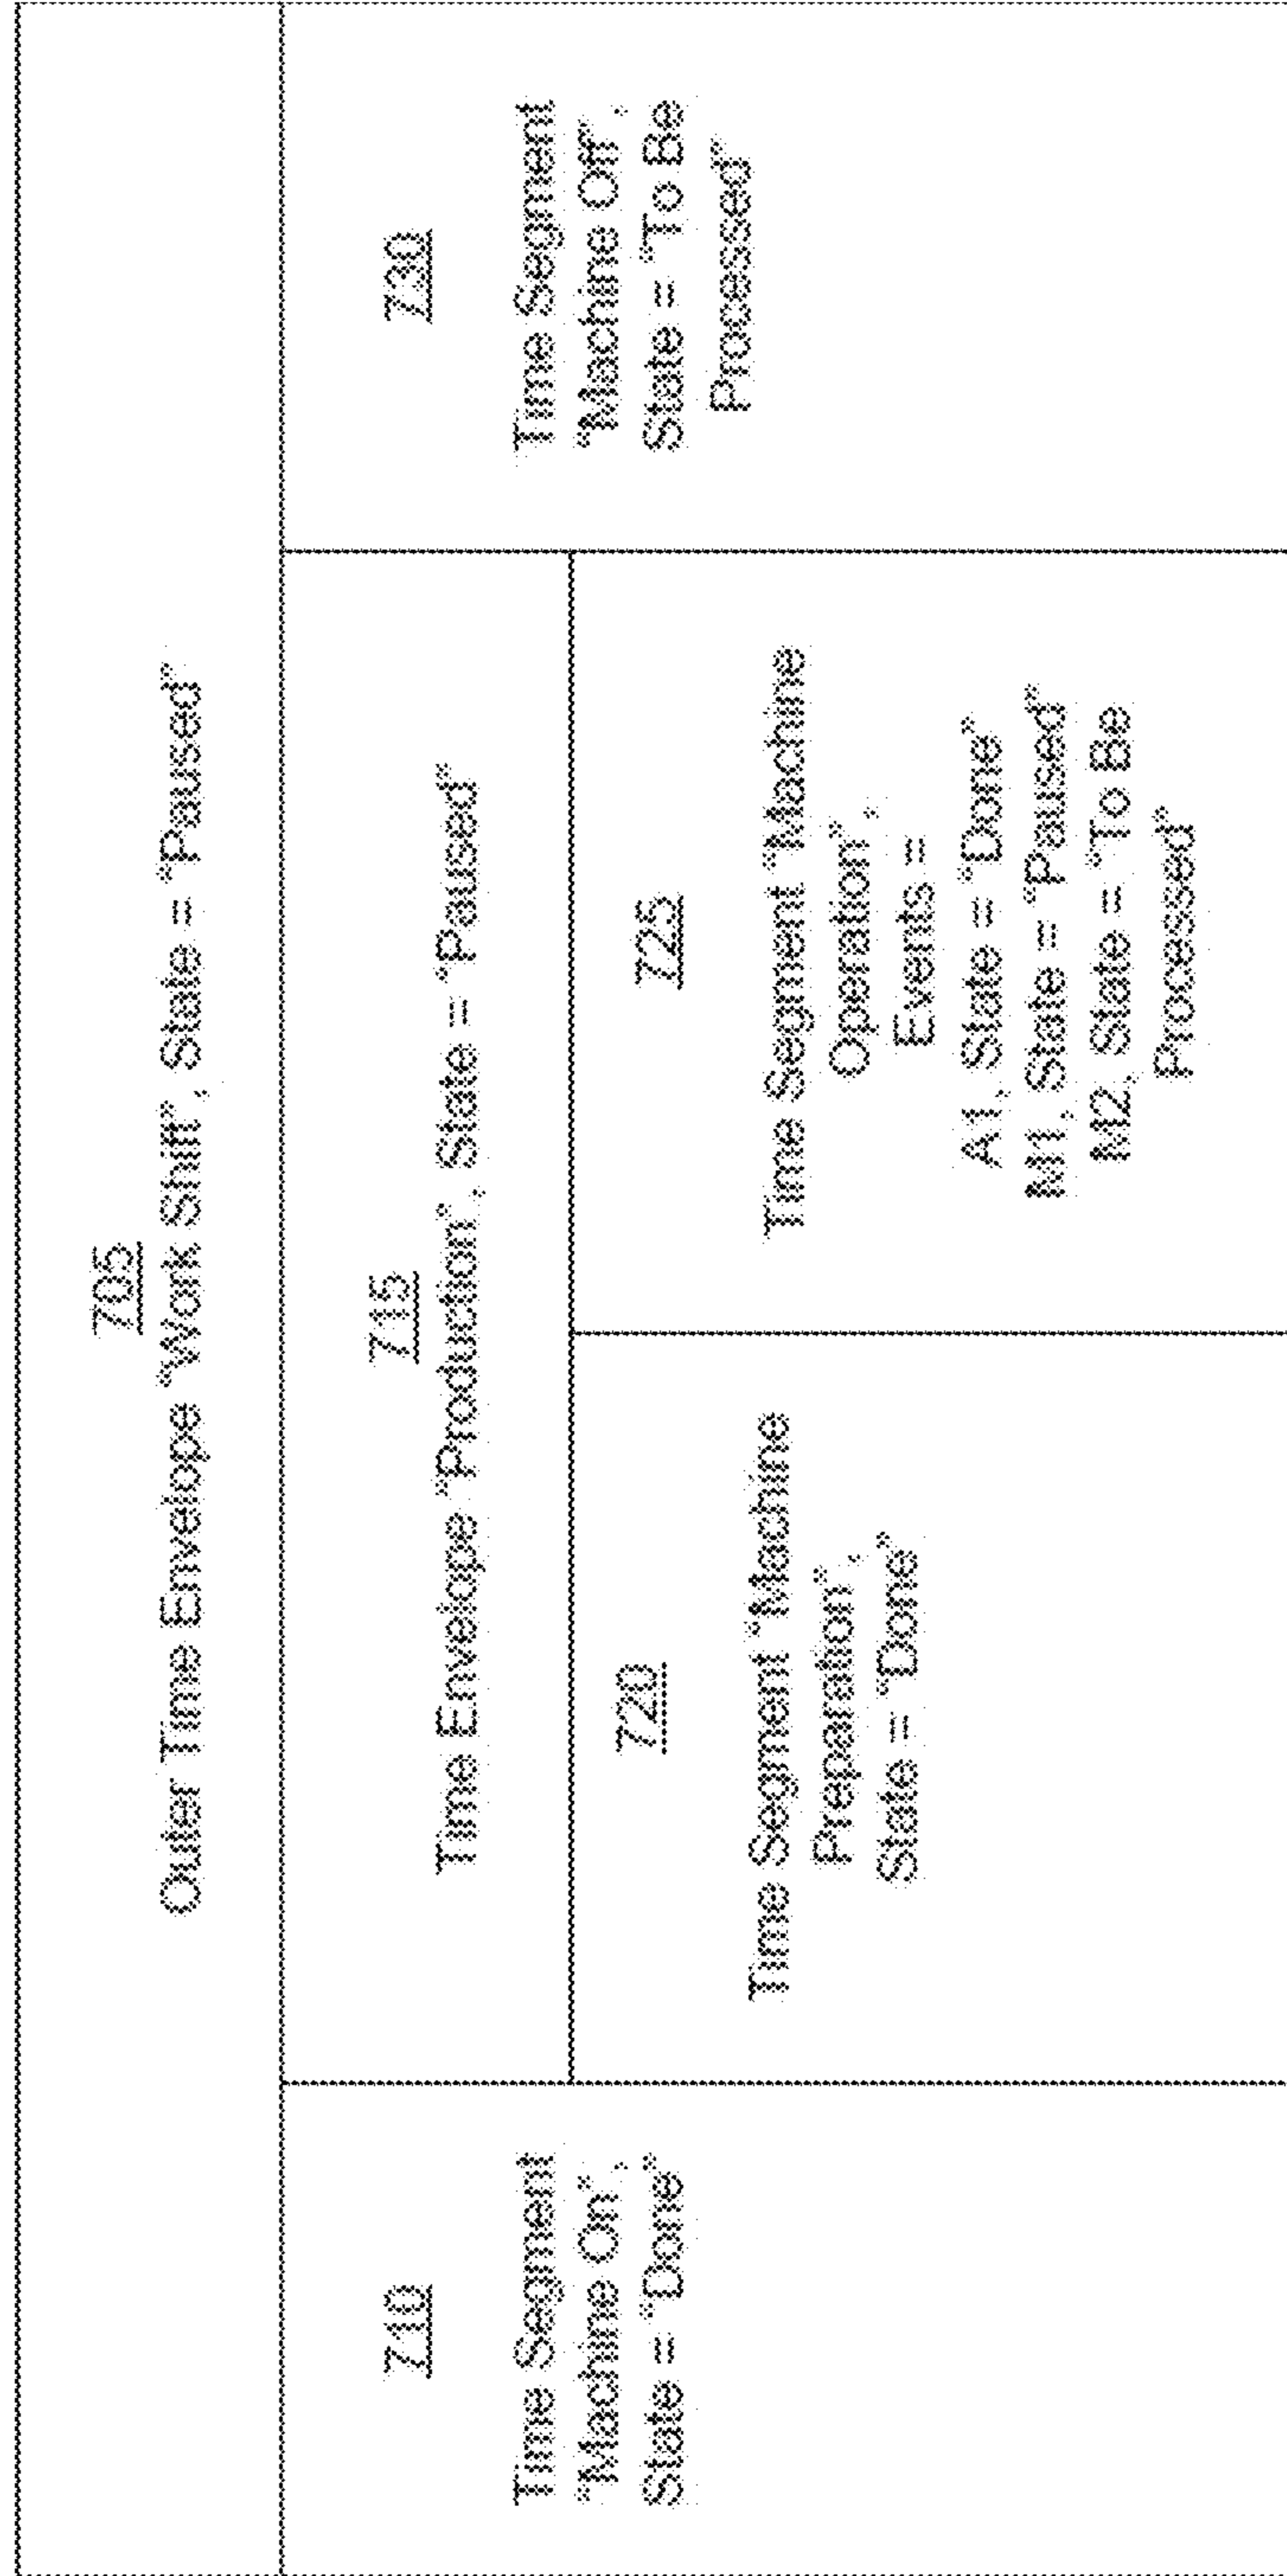 705
Outer Time Envelope "Work Shift", State = "Paused"
710
Time Segment
"Machine On",
State = "Done"
715
Time Envelope "Production", State = "Paused"
720
Time Segment "Machine
Preparation",
State = "Done"
725
Time Segment "Machine
Operation",
Events =
A1, State = "Done"
M1, State = "Paused"
M2, State = "To Be
Processed"
730
Time Segment
"Machine Off",
State = "To Be
Processed"